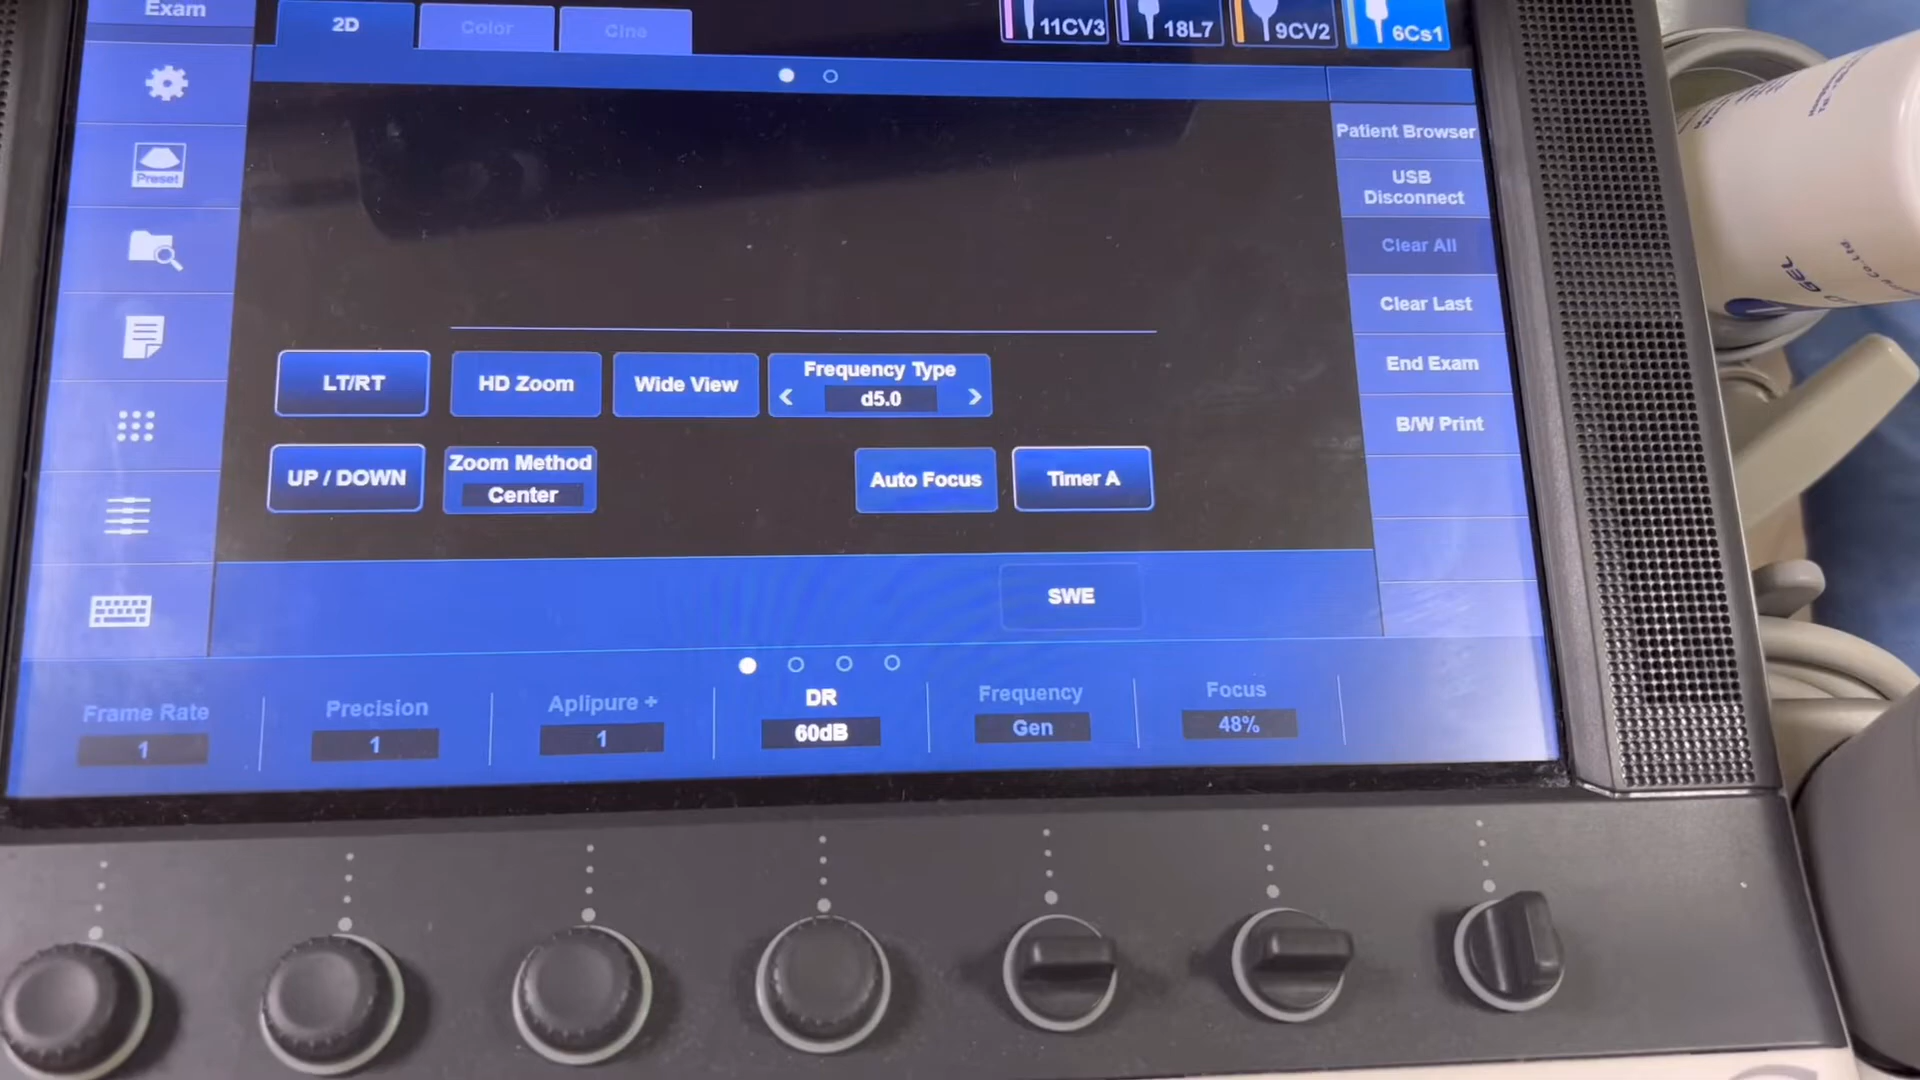 Exam
2D
Color
Cine
11CV3
18L7
9CV2
6Cs1
Preset
Patient Browser
USB
Disconnect
Clear All
Clear Last
End Exam
B/W Print
LT/RT
HD Zoom
Wide View
Frequency Type
< d5.0 >
UP / DOWN
Zoom Method
Center
Auto Focus
Timer A
SWE
Frame Rate
1
Precision
1
Aplipure +
1
DR
60dB
Frequency
Gen
Focus
48%
GEL